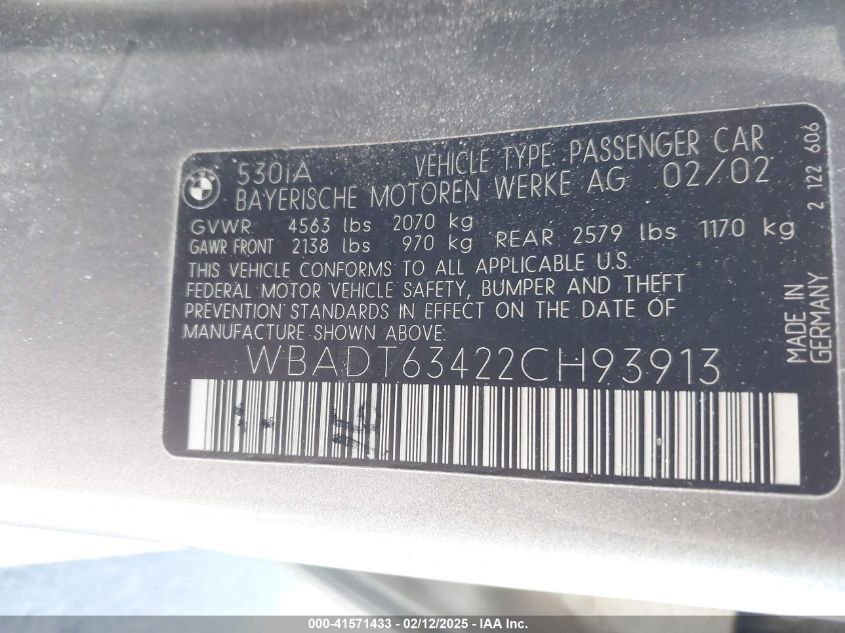 530iA VEHICLE TYPE PASSENGER CAR
BAYERISCHE MOTOREN WERKE AG 02/02
GVWR 4563 lbs 2070 kg
GAWR FRONT 2138 lbs 970 kg REAR 2579 lbs 1170 kg
THIS VEHICLE CONFORMS TO ALL APPLICABLE U.S.
FEDERAL MOTOR VEHICLE SAFETY, BUMPER AND THEFT
PREVENTION STANDARDS IN EFFECT ON THE DATE OF
MANUFACTURE SHOWN ABOVE.
WBADT63422CH93913
MADE IN
GERMANY
2 122 606
000-41571433 - 02/12/2025 - IAA Inc.